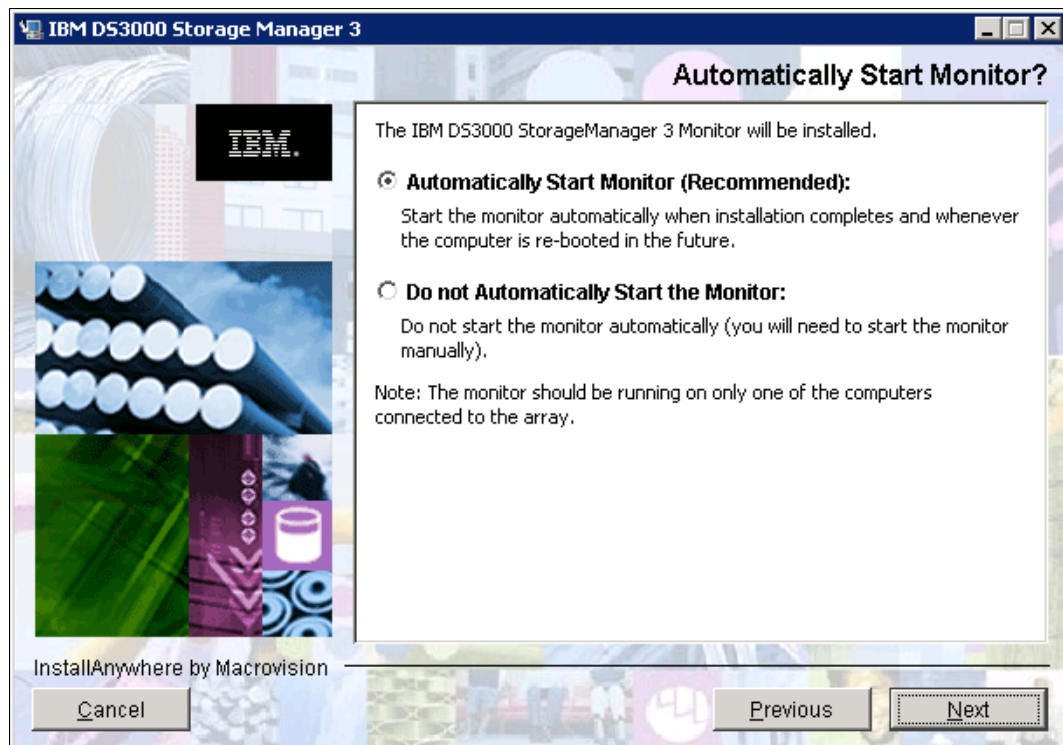 IBM DS3000 Storage Manager 3
Automatically Start Monitor?
IBM.
The IBM DS3000 StorageManager 3 Monitor will be installed.
Automatically Start Monitor (Recommended):
Start the monitor automatically when installation completes and whenever
the computer is re-booted in the future.
Do not Automatically Start the Monitor:
Do not start the monitor automatically (you will need to start the monitor
manually).
Note: The monitor should be running on only one of the computers
connected to the array.
InstallAnywhere by Macrovision
Cancel
Previous
Next